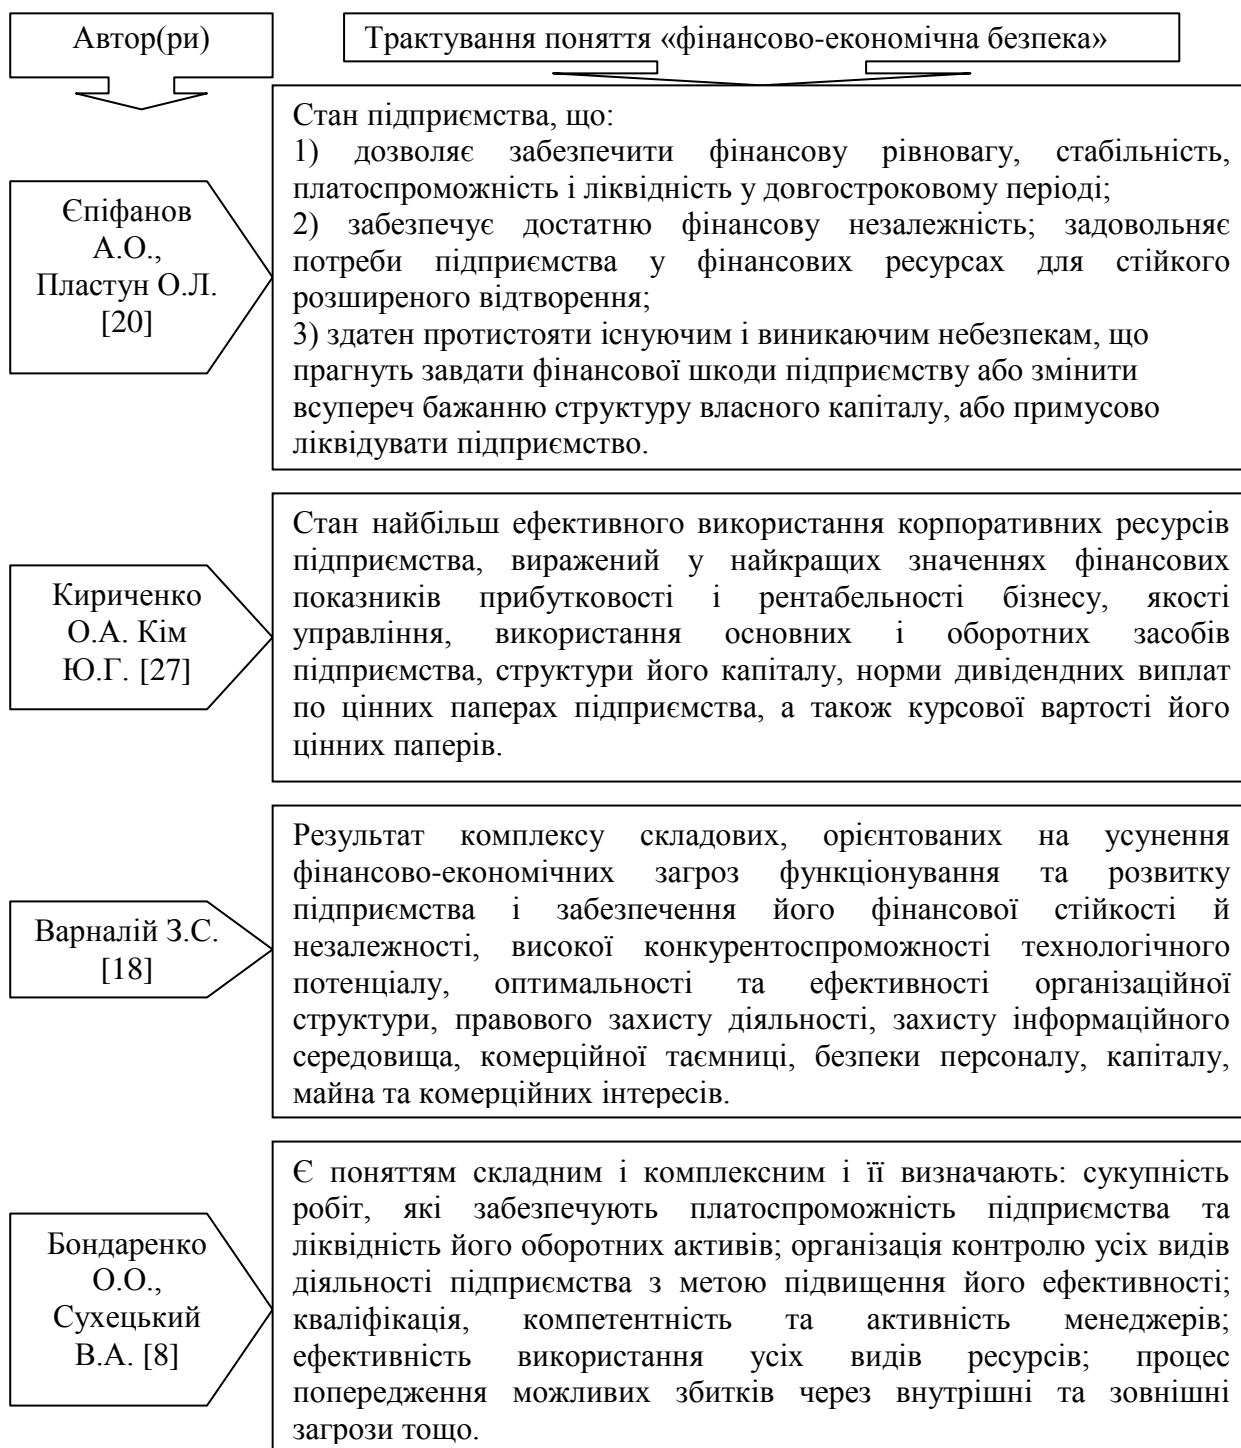 Автор(ри)
Трактування поняття «фінансово-економічна безпека»
Єпіфанов
А.О.,
Пластун О.Л.
[20]
Стан підприємства, що:
1) дозволяє забезпечити фінансову рівновагу, стабільність,
платоспроможність і ліквідність у довгостроковому періоді;
2) забезпечує достатню фінансову незалежність; задовольняє
потреби підприємства у фінансових ресурсах для стійкого
розширеного відтворення;
3) здатен протистояти існуючим і виникаючим небезпекам, що
прагнуть завдати фінансової шкоди підприємству або змінити
всупереч бажанню структуру власного капіталу, або примусово
ліквідувати підприємство.
Кириченко
О.А. Кім
Ю.Г. [27]
Стан найбільш ефективного використання корпоративних ресурсів
підприємства, виражений у найкращих значеннях фінансових
показників прибутковості і рентабельності бізнесу, якості
управління, використання основних і оборотних засобів
підприємства, структури його капіталу, норми дивідендних виплат
по цінних паперах підприємства, а також курсової вартості його
цінних паперів.
Варналій З.С.
[18]
Результат комплексу складових, орієнтованих на усунення
фінансово-економічних загроз функціонування та розвитку
підприємства і забезпечення його фінансової стійкості й
незалежності, високої конкурентоспроможності технологічного
потенціалу, оптимальності та ефективності організаційної
структури, правового захисту діяльності, захисту інформаційного
середовища, комерційної таємниці, безпеки персоналу, капіталу,
майна та комерційних інтересів.
Бондаренко
О.О.,
Сухецький
В.А. [8]
Є поняттям складним і комплексним і її визначають: сукупність
робіт, які забезпечують платоспроможність підприємства та
ліквідність його оборотних активів; організація контролю усіх видів
діяльності підприємства з метою підвищення його ефективності;
кваліфікація, компетентність та активність менеджерів;
ефективність використання усіх видів ресурсів; процес
попередження можливих збитків через внутрішні та зовнішні
загрози тощо.